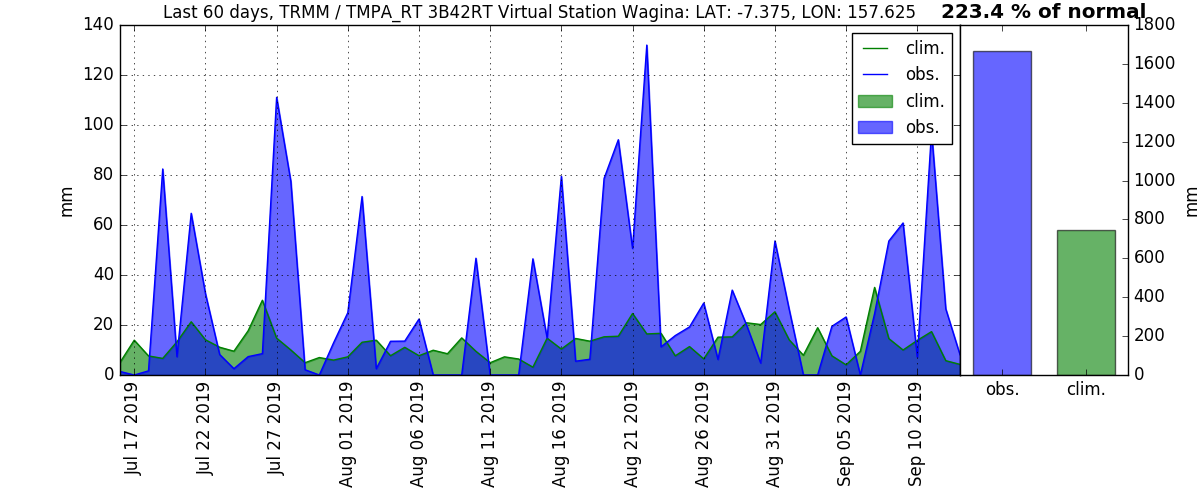 Last 60 days, TRMM / TMPA_RT 3B42RT Virtual Station Wagina: LAT: -7.375, LON: 157.625
223.4 % of normal
140
120
100
80
60
40
20
0
mm
clim.
obs.
clim.
obs.
1800
1600
1400
1200
1000
800
600
400
200
0
mm
Jul 17 2019
Jul 22 2019
Jul 27 2019
Aug 01 2019
Aug 06 2019
Aug 11 2019
Aug 16 2019
Aug 21 2019
Aug 26 2019
Aug 31 2019
Sep 05 2019
Sep 10 2019
obs.
clim.